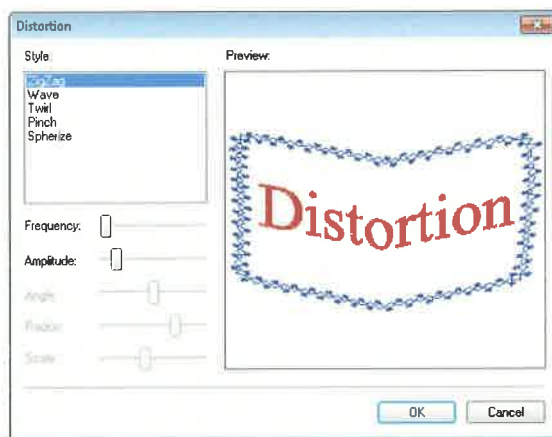 Distortion
Style:
Preview:
ZigZag
Wave
Twirl
Pinch
Spherize
Distortion
Frequency:
Amplitude:
Angle:
Radius:
Scale:
OK
Cancel